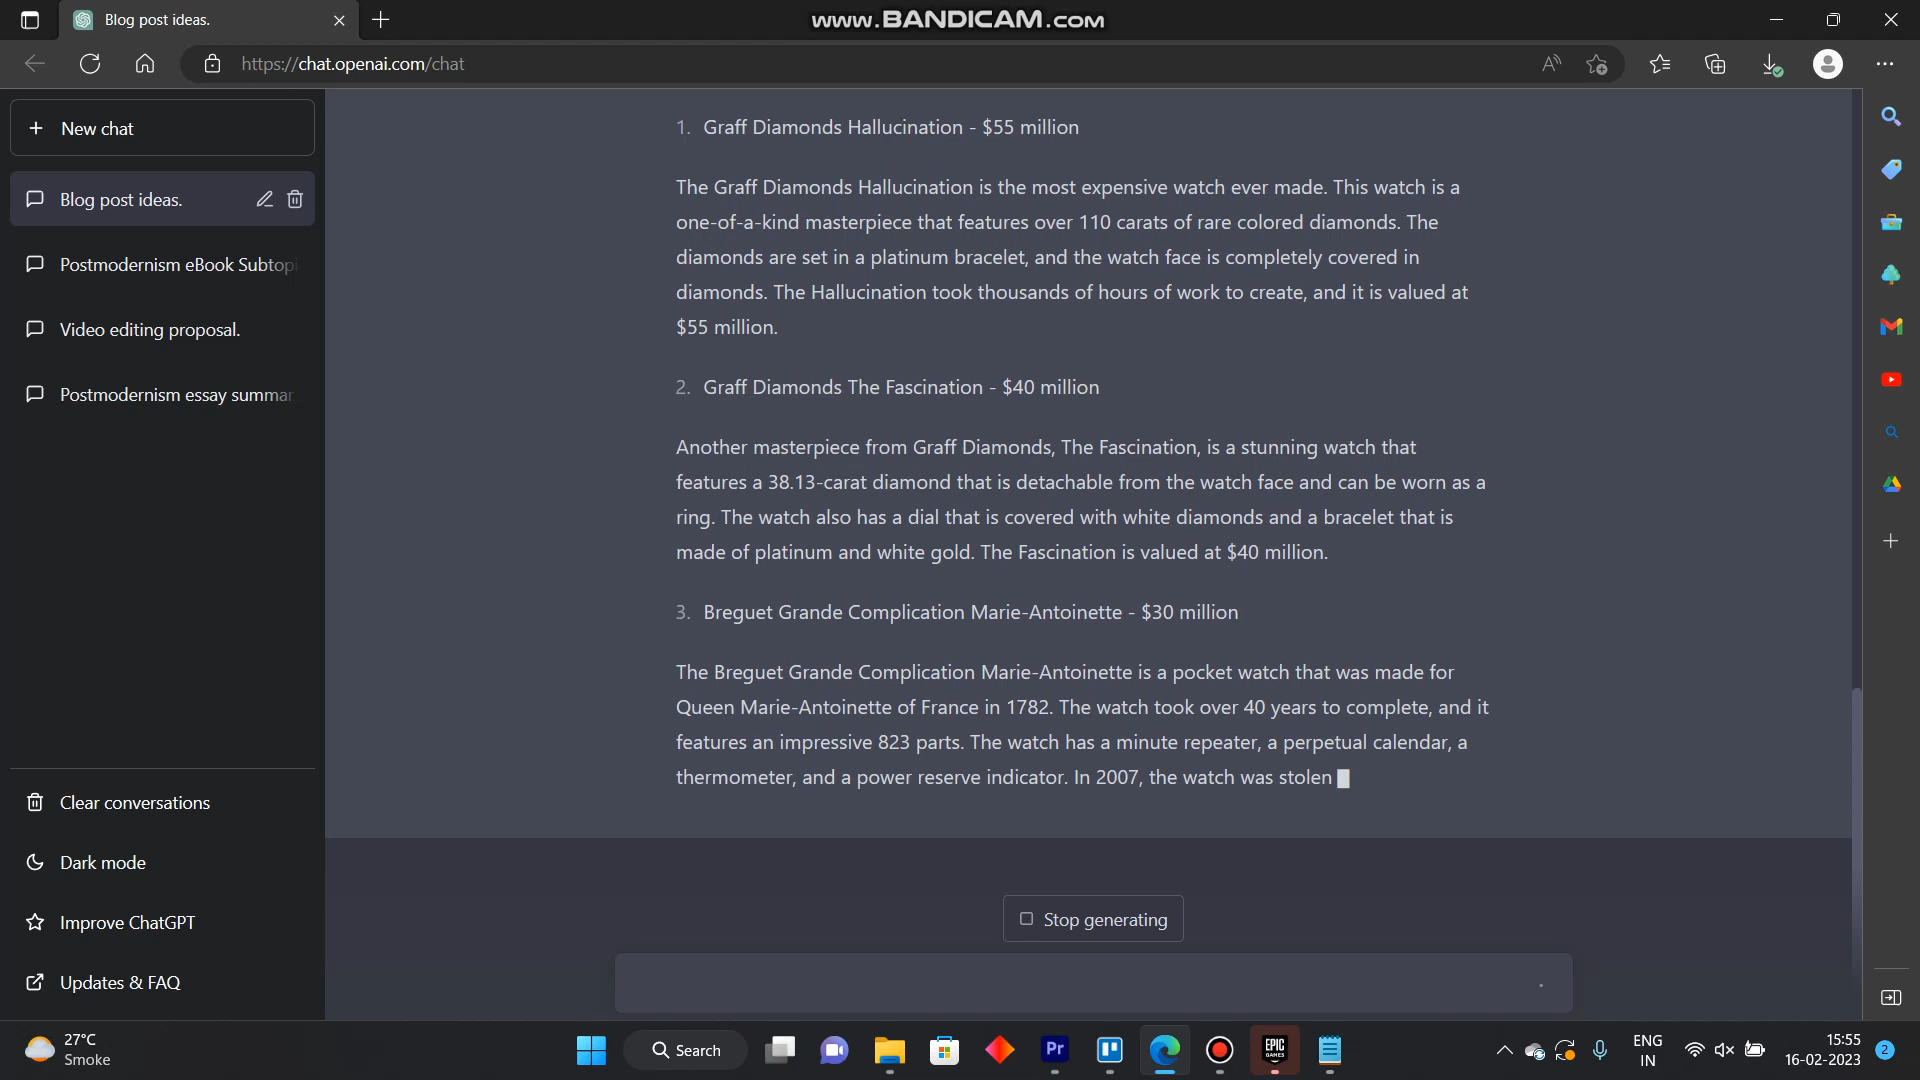 Blog post ideas.
www.BANDICAM.com
https://chat.openai.com/chat
New chat
Blog post ideas.
Postmodernism eBook Subtopi
Video editing proposal.
Postmodernism essay summar
Clear conversations
Dark mode
Improve ChatGPT
Updates & FAQ
1. Graff Diamonds Hallucination - $55 million
The Graff Diamonds Hallucination is the most expensive watch ever made. This watch is a
one-of-a-kind masterpiece that features over 110 carats of rare colored diamonds. The
diamonds are set in a platinum bracelet, and the watch face is completely covered in
diamonds. The Hallucination took thousands of hours of work to create, and it is valued at
$55 million.
2. Graff Diamonds The Fascination - $40 million
Another masterpiece from Graff Diamonds, The Fascination, is a stunning watch that
features a 38.13-carat diamond that is detachable from the watch face and can be worn as a
ring. The watch also has a dial that is covered with white diamonds and a bracelet that is
made of platinum and white gold. The Fascination is valued at $40 million.
3. Breguet Grande Complication Marie-Antoinette - $30 million
The Breguet Grande Complication Marie-Antoinette is a pocket watch that was made for
Queen Marie-Antoinette of France in 1782. The watch took over 40 years to complete, and it
features an impressive 823 parts. The watch has a minute repeater, a perpetual calendar, a
thermometer, and a power reserve indicator. In 2007, the watch was stolen
Stop generating
27°C
Smoke
Search
Pr
EPIC
GAMES
ENG
IN
15:55
16-02-2023
2